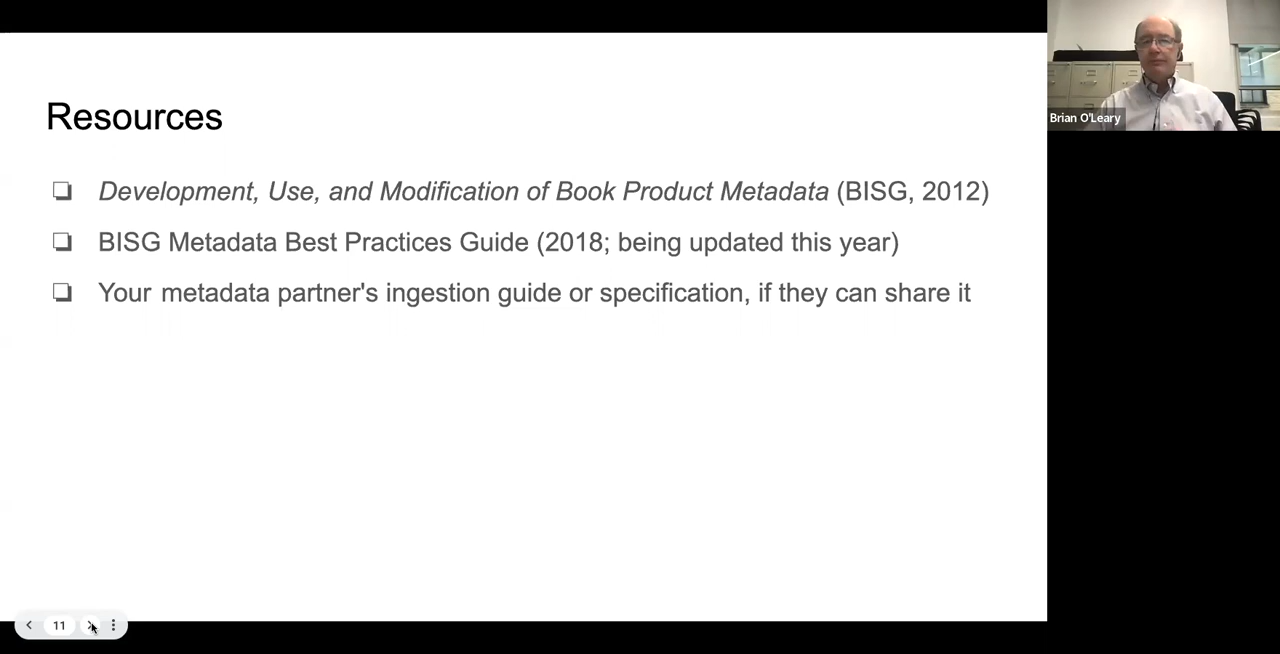 Resources
Development, Use, and Modification of Book Product Metadata (BISG, 2012)
BISG Metadata Best Practices Guide (2018; being updated this year)
Your metadata partner's ingestion guide or specification, if they can share it
Brian O'Leary
11